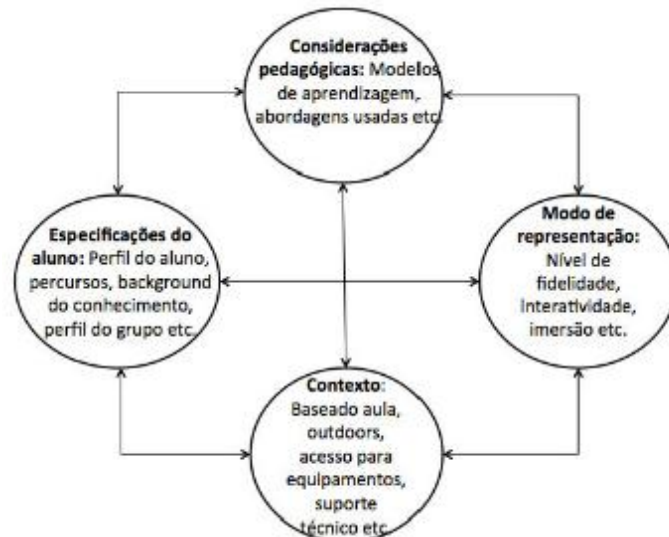 Considerações
pedagógicas: Modelos
de aprendizagem,
abordagens usadas etc.
Especificações do
aluno: Perfil do aluno,
percursos, background
do conhecimento,
perfil do grupo etc.
Modo de
representação:
Nível de
fidelidade,
Interatividade,
imersão etc.
Contexto:
Baseado aula,
outdoors,
acesso para
equipamentos,
suporte
técnico etc.